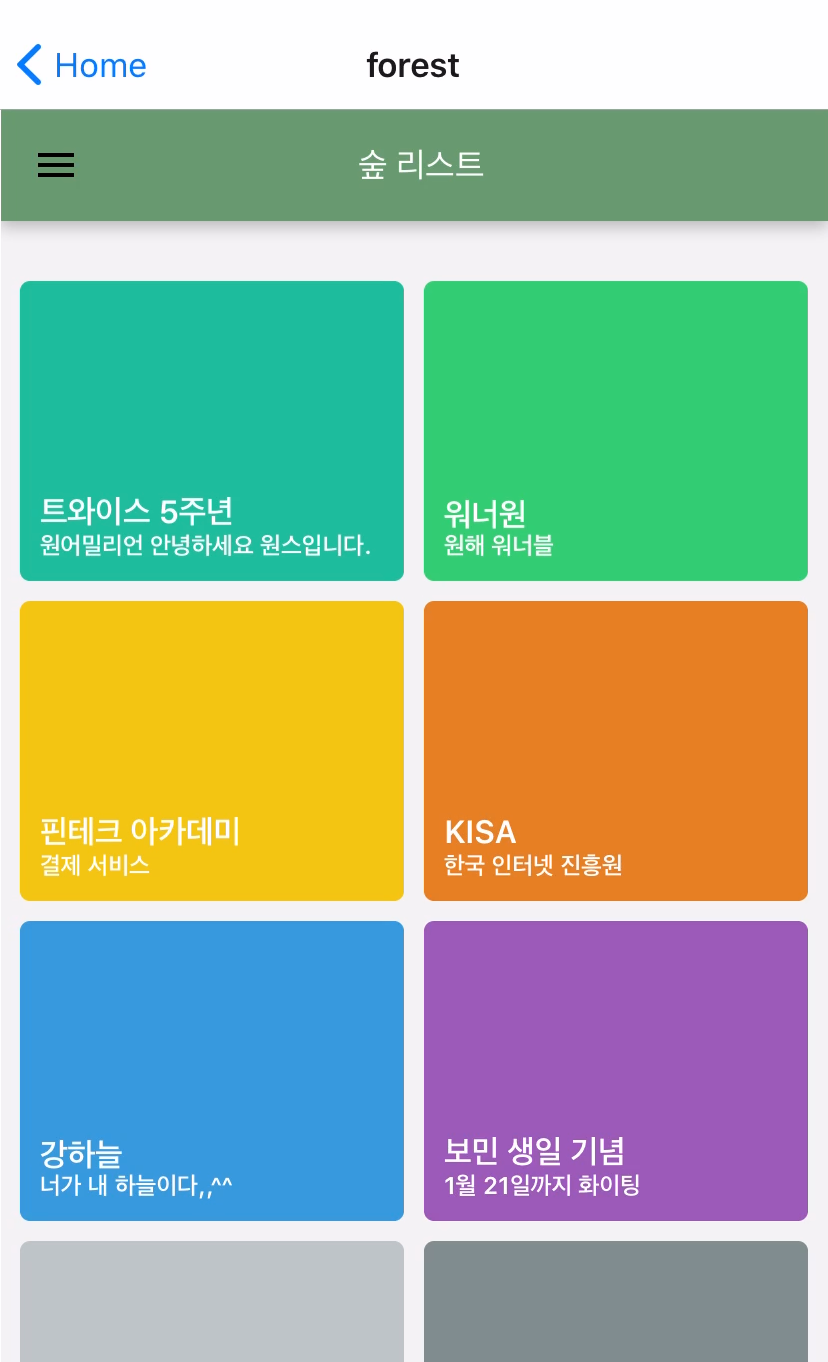 Home
forest
숲 리스트
트와이스 5주년
원어밀리언 안녕하세요 원스입니다.
워너원
원해 워너블
핀테크 아카데미
결제 서비스
KISA
한국 인터넷 진흥원
강하늘
너가 내 하늘이다,,^^
보민 생일 기념
1월 21일까지 화이팅